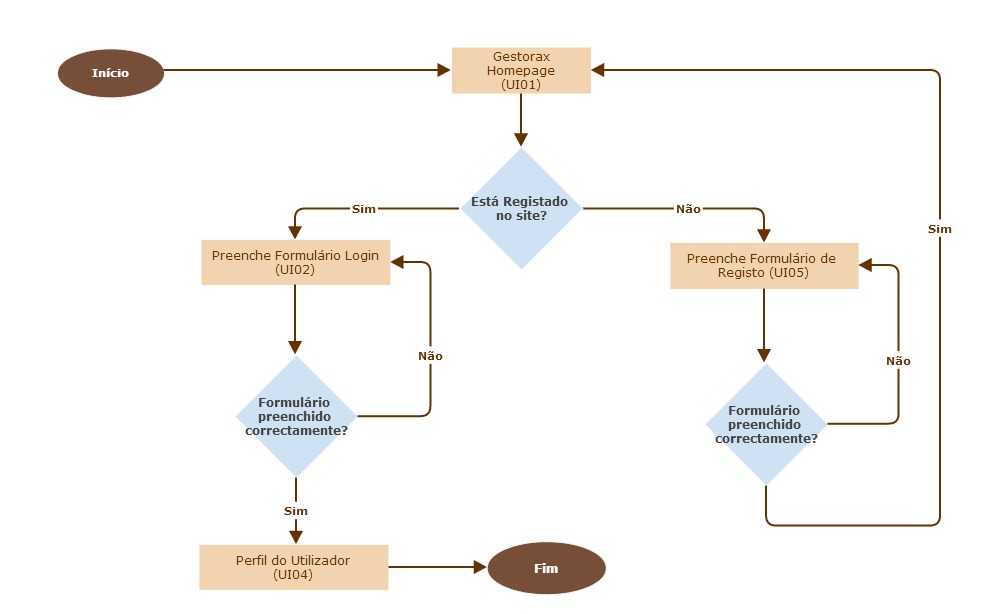 Início
Gestorax
Homepage
(UI01)
Está Registado
no site?
Sim
Não
Sim
Preenche Formulário Login
(UI02)
Preenche Formulário de
Registo (UI05)
Não
Não
Formulário
preenchido
correctamente?
Formulário
preenchido
correctamente?
Sim
Perfil do Utilizador
(UI04)
Fim